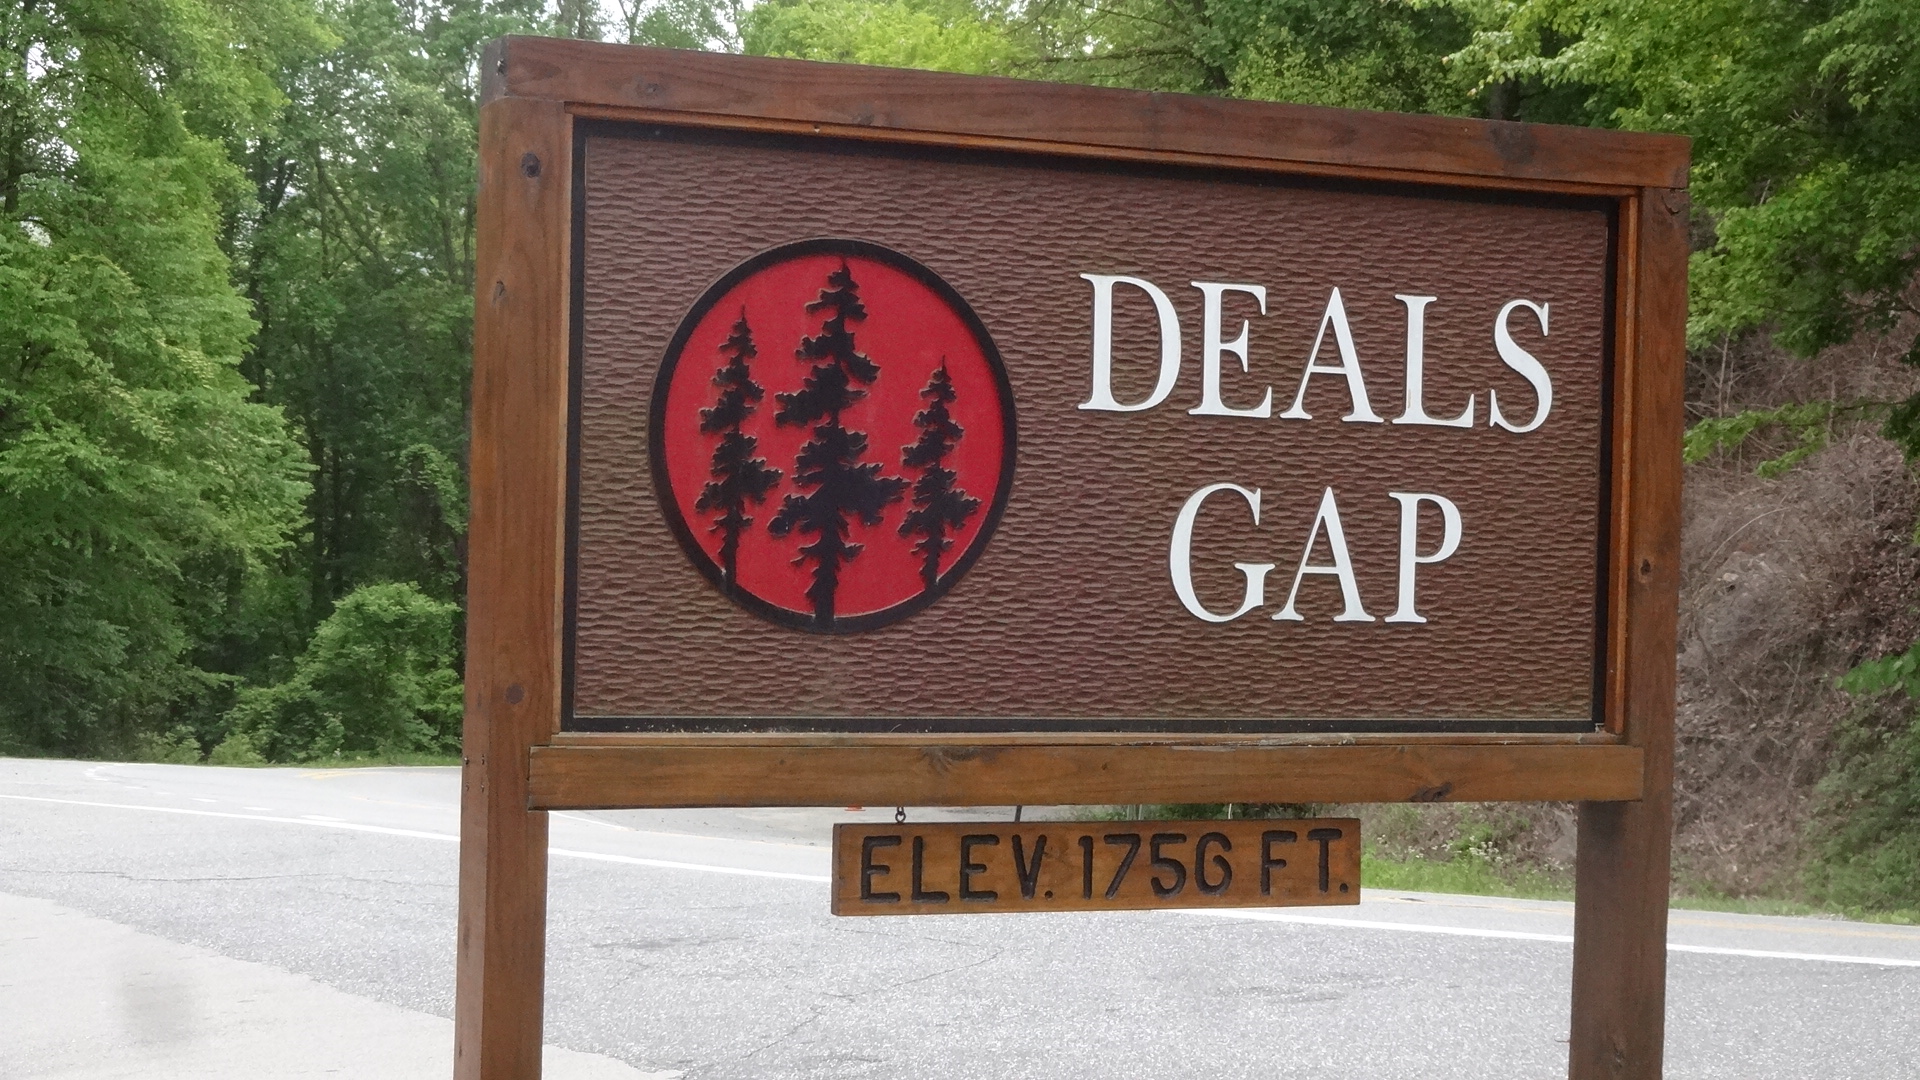 DEALS
GAP
ELEV. 1756 FT.